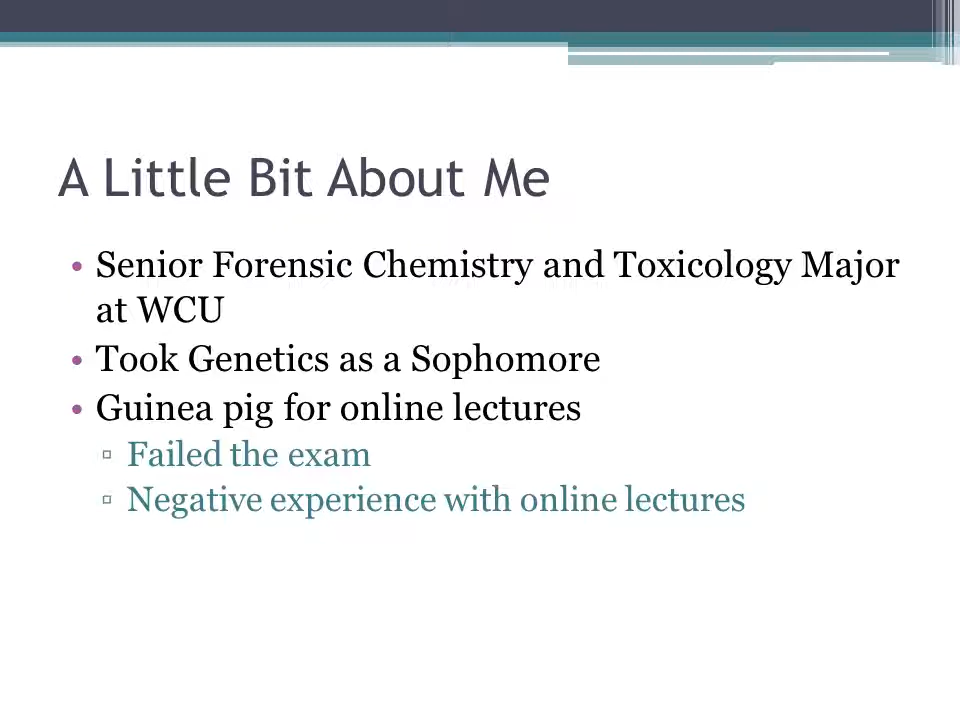 A Little Bit About Me
• Senior Forensic Chemistry and Toxicology Major
at WCU
• Took Genetics as a Sophomore
• Guinea pig for online lectures
▫ Failed the exam
▫ Negative experience with online lectures